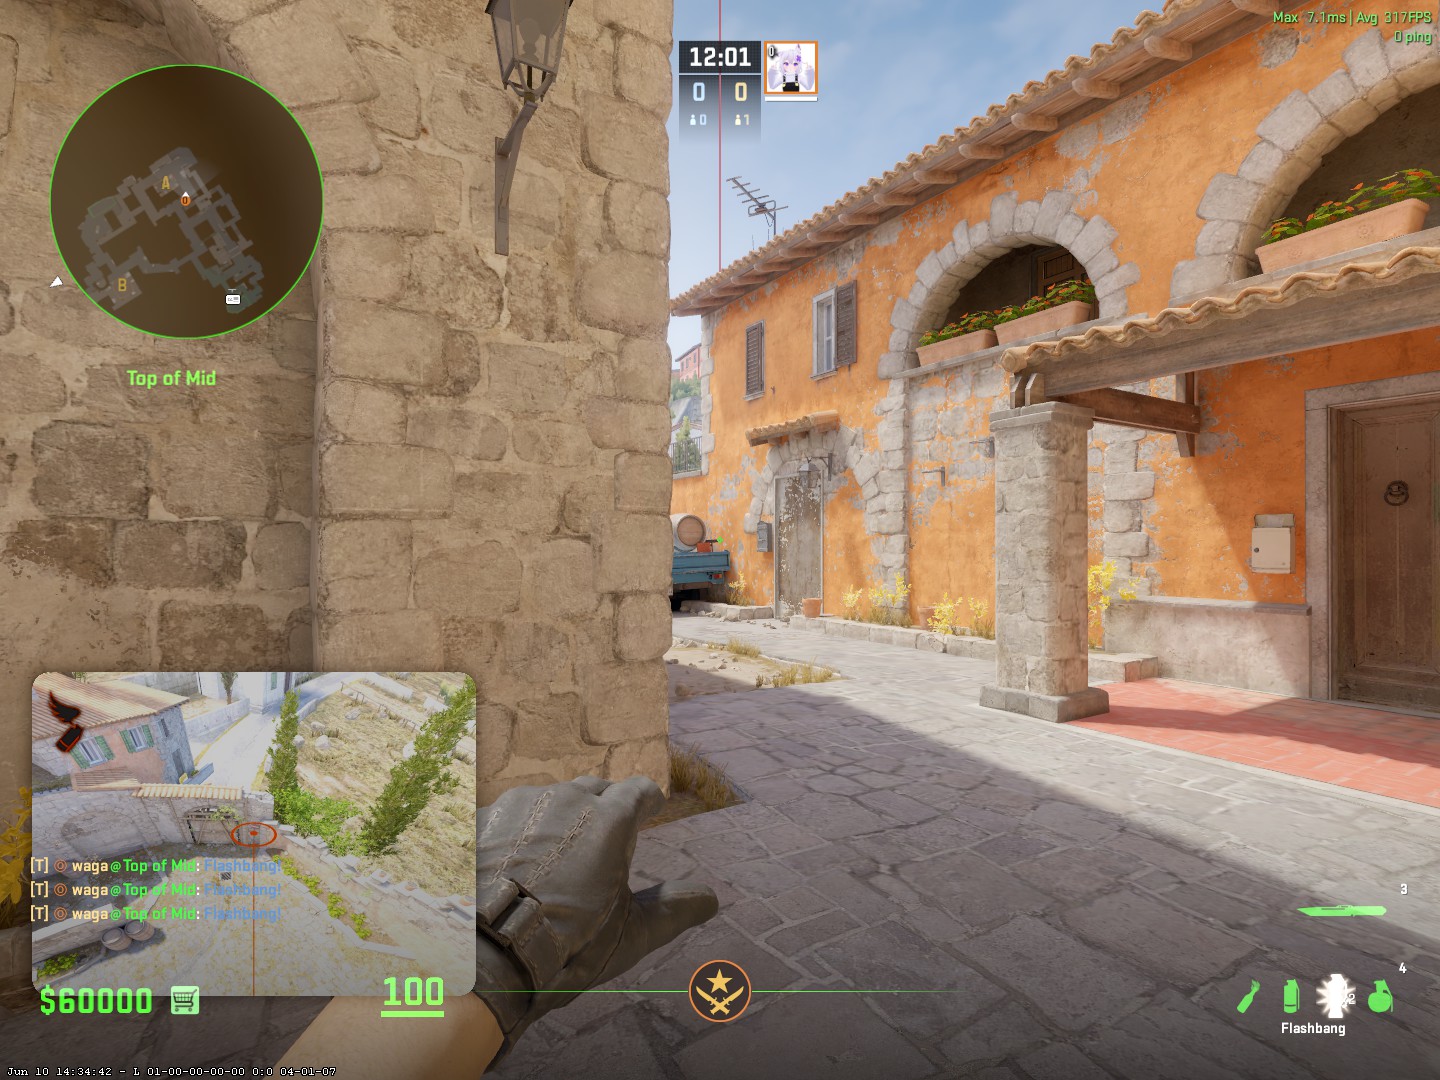 Max 7.1ms | Avg 317FPS
0 ping
12:01
0 0
0 1
0
A
0
B
Top of Mid
[T] waga@Top of Mid: Flashbang!
[T] waga@Top of Mid: Flashbang!
[T] waga@Top of Mid: Flashbang!
$60000
100
3
4
2
Flashbang
Jun 10 14:34:42 - L 01-00-00-00-00 0:0 04-01-07